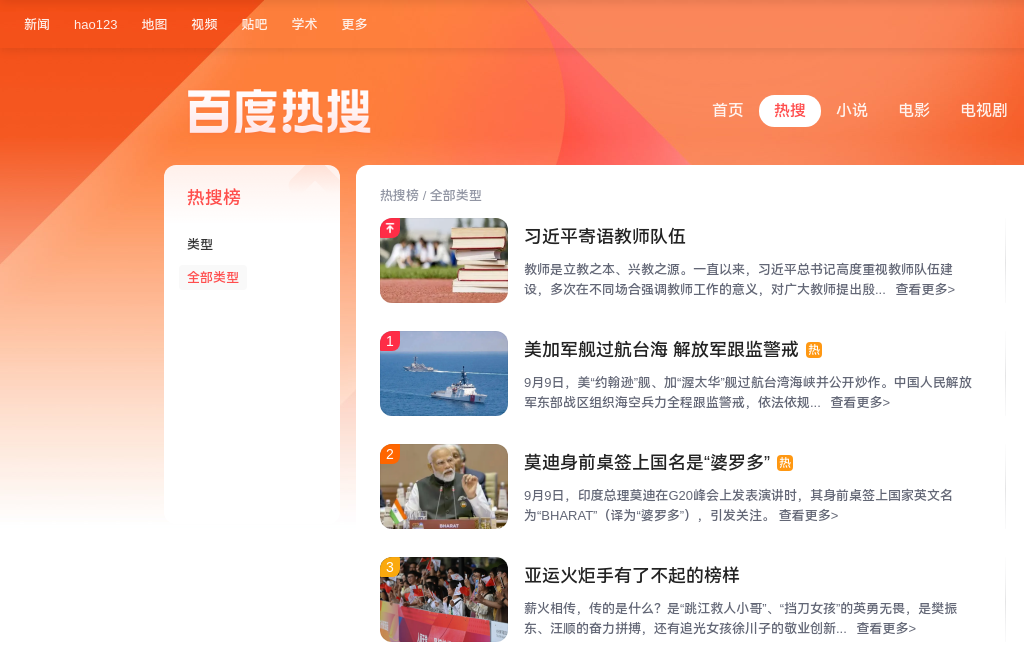 新闻 hao123 地图 视频 贴吧 学术 更多
百度热搜
首页 热搜 小说 电影 电视剧
热搜榜
类型
全部类型
热搜榜 / 全部类型
习近平寄语教师队伍
教师是立教之本、兴教之源。一直以来，习近平总书记高度重视教师队伍建
设，多次在不同场合强调教师工作的意义，对广大教师提出殷... 查看更多>
1
美加军舰过航台海 解放军跟监警戒 热
9月9日，美“约翰逊”舰、加“渥太华”舰过航台湾海峡并公开炒作。中国人民解放
军东部战区组织海空兵力全程跟监警戒，依法依规... 查看更多>
2
BHARAT
莫迪身前桌签上国名是“婆罗多” 热
9月9日，印度总理莫迪在G20峰会上发表演讲时，其身前桌签上国家英文名
为“BHARAT”（译为“婆罗多”），引发关注。 查看更多>
3
亚运火炬手有了不起的榜样
薪火相传，传的是什么？是“跳江救人小哥”、“挡刀女孩”的英勇无畏，是樊振
东、汪顺的奋力拼搏，还有追光女孩徐川子的敬业创新... 查看更多>